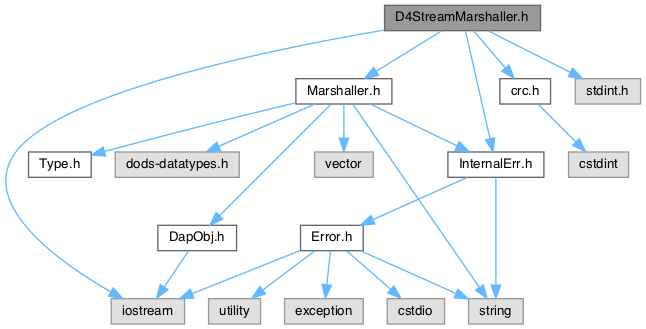 D4StreamMarshaller.h
Marshaller.h
crc.h
stdint.h
Type.h
dods-datatypes.h
vector
InternalErr.h
cstdint
DapObj.h
Error.h
iostream
utility
exception
cstdio
string